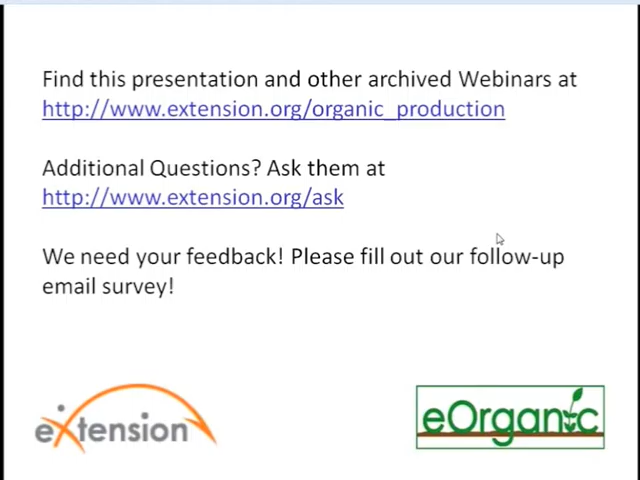 Find this presentation and other archived Webinars at
http://www.extension.org/organic_production
Additional Questions? Ask them at
http://www.extension.org/ask
We need your feedback! Please fill out our follow-up
email survey!
eXtension
eOrganic